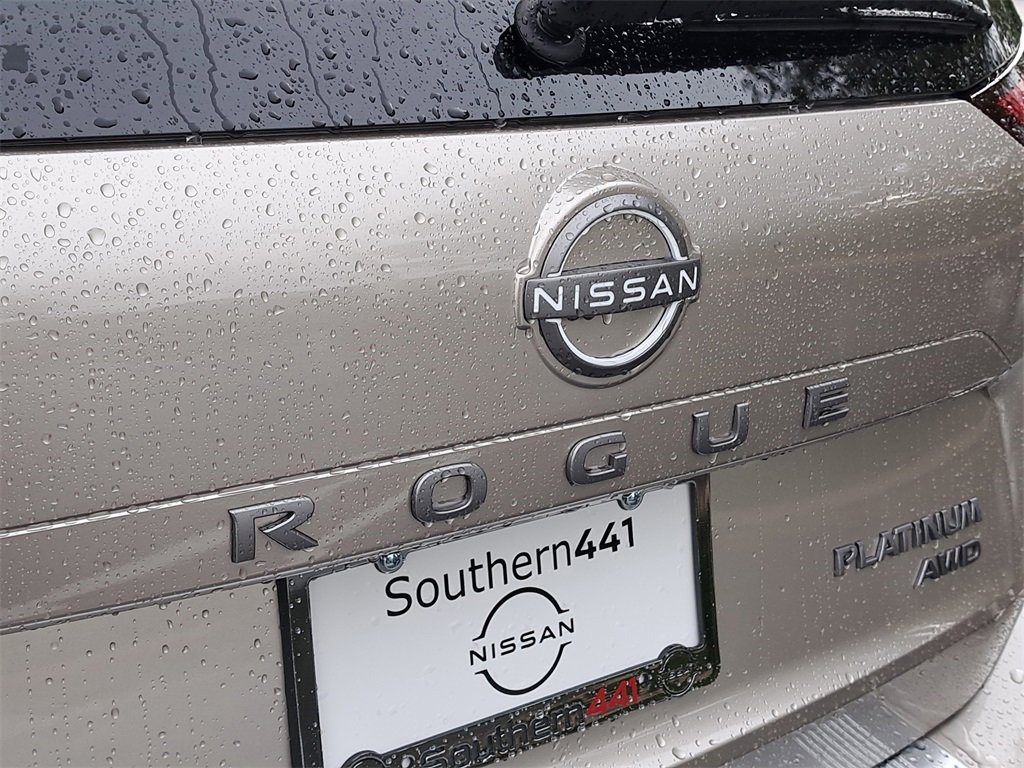 NISSAN
ROGUE
PLATINUM
AWD
Southern441
NISSAN
Southern441